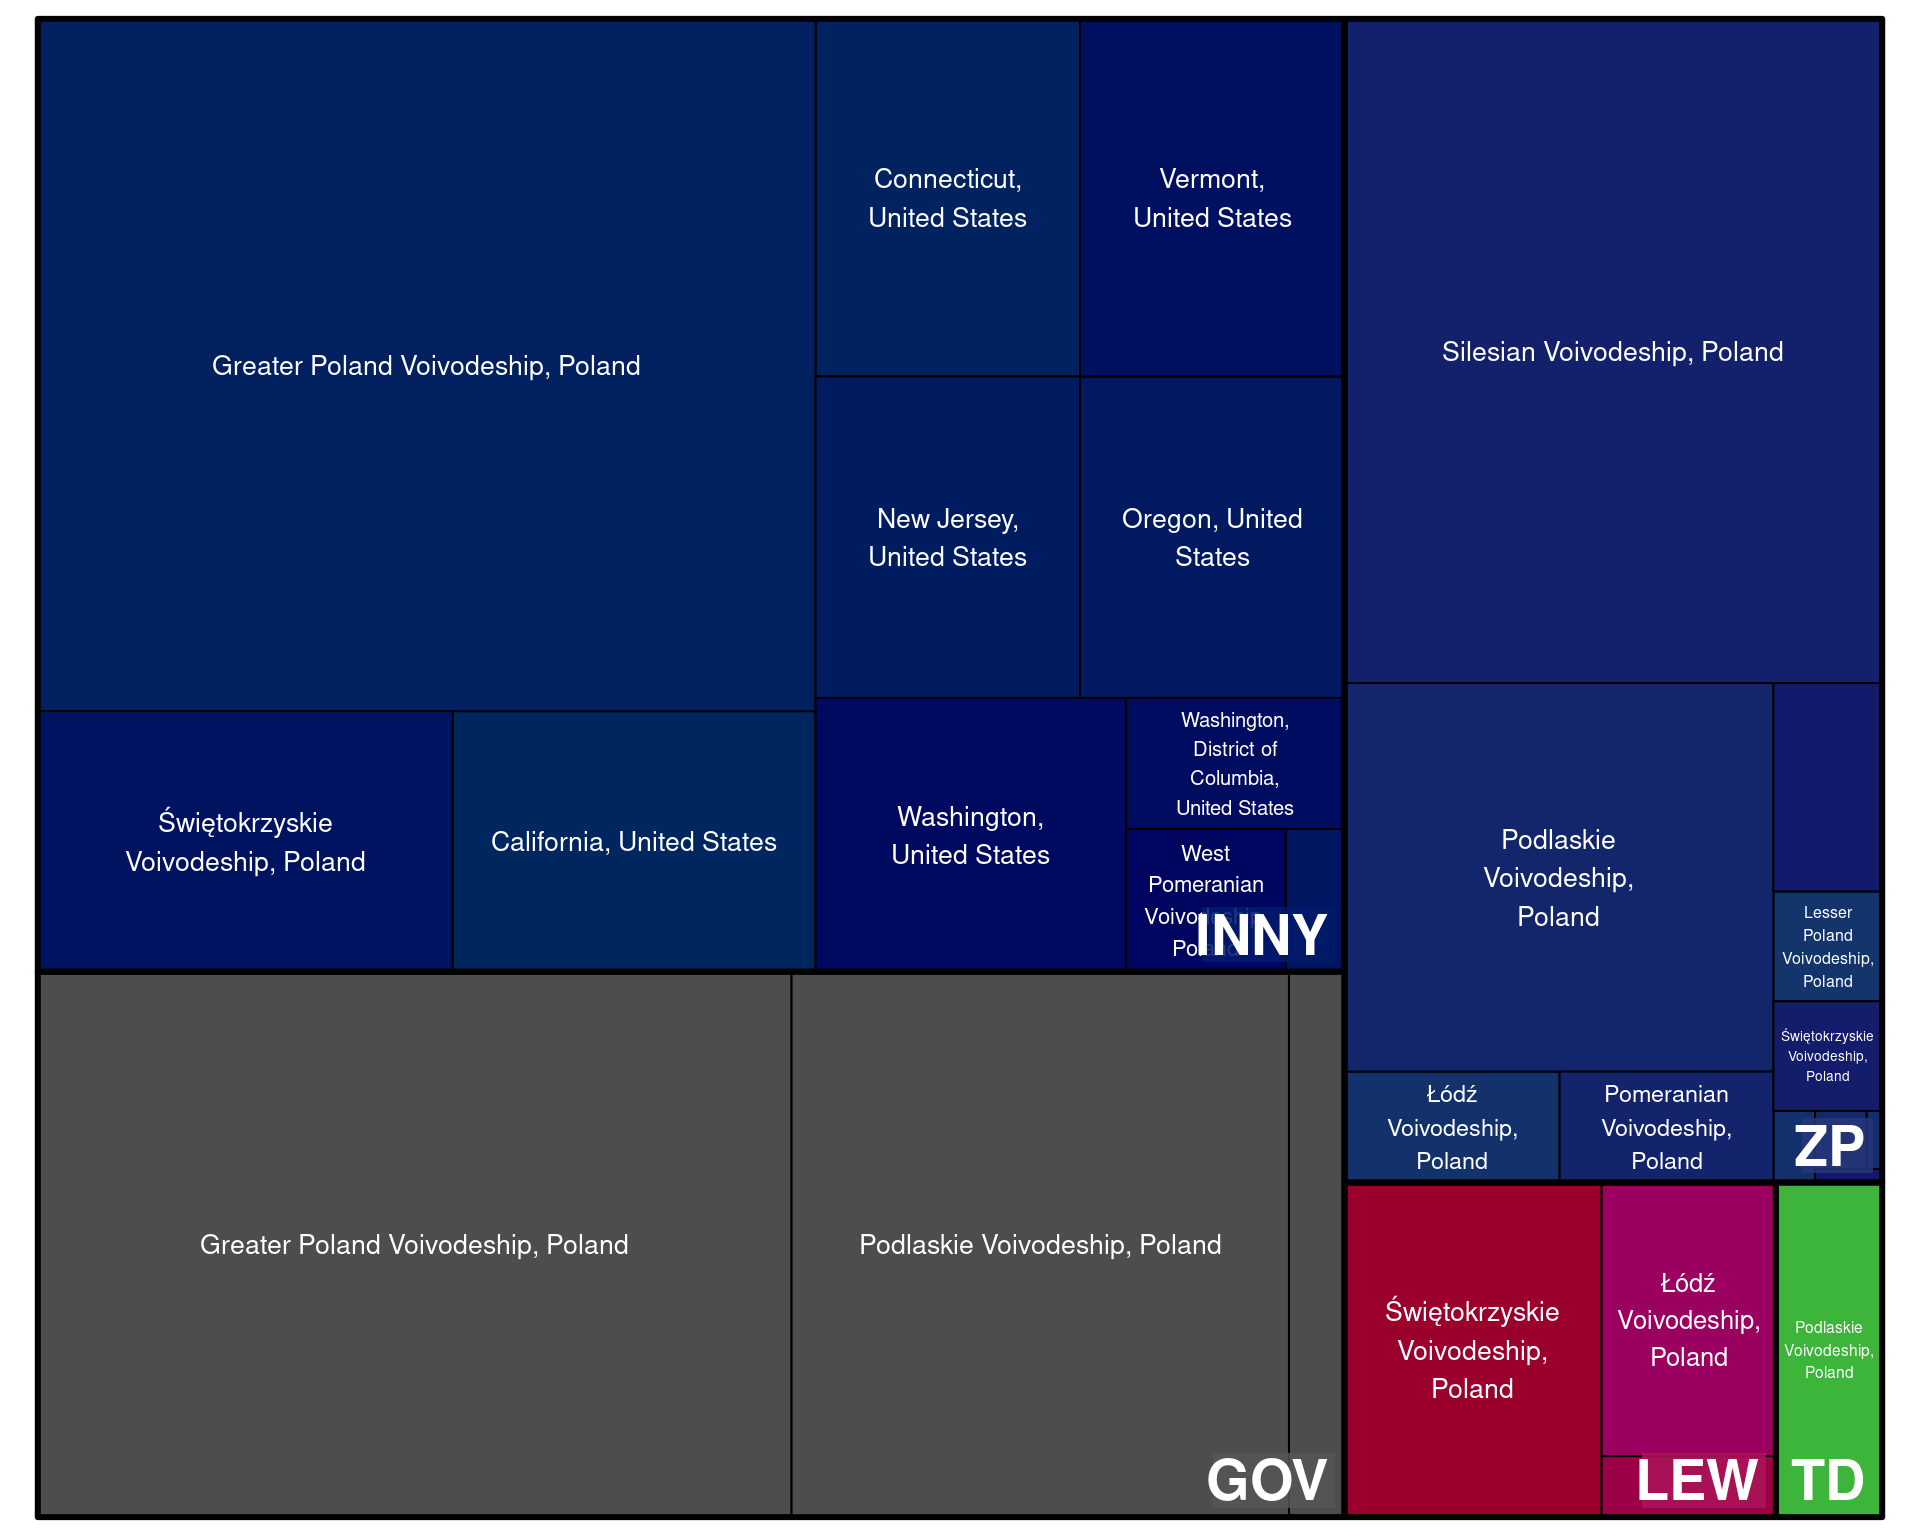 Greater Poland Voivodeship, Poland
Connecticut,
United States
Vermont,
United States
New Jersey,
United States
Oregon, United
States
Świętokrzyskie
Voivodeship, Poland
California, United States
Washington,
United States
Washington,
District of
Columbia,
United States
West
Pomeranian
Voivodeship,
Poland
INNY
Greater Poland Voivodeship, Poland
Podlaskie Voivodeship, Poland
GOV
Silesian Voivodeship, Poland
Podlaskie
Voivodeship,
Poland
Lesser
Poland
Voivodeship,
Poland
Świętokrzyskie
Voivodeship,
Poland
Łódź
Voivodeship,
Poland
Pomeranian
Voivodeship,
Poland
ZP
Świętokrzyskie
Voivodeship,
Poland
Łódź
Voivodeship,
Poland
LEW
Podlaskie
Voivodeship,
Poland
TD